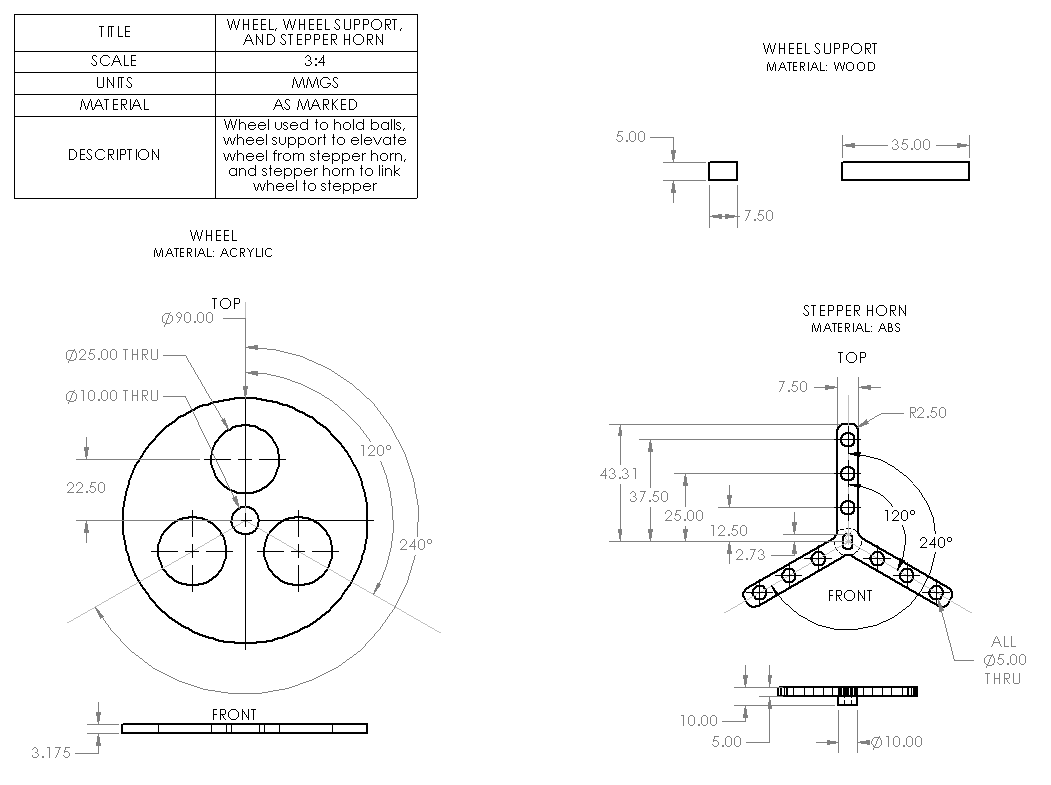 TITLE
WHEEL, WHEEL SUPPORT,
AND STEPPER HORN
SCALE
3:4
UNITS
MMGS
MATERIAL
AS MARKED
DESCRIPTION
Wheel used to hold balls,
wheel support to elevate
wheel from stepper horn,
and stepper horn to link
wheel to stepper
WHEEL SUPPORT
MATERIAL: WOOD
5.00
35.00
7.50
WHEEL
MATERIAL: ACRYLIC
TOP
Ø90.00
Ø25.00 THRU
Ø10.00 THRU
120°
22.50
240°
FRONT
3.175
STEPPER HORN
MATERIAL: ABS
TOP
7.50
R2.50
43.31
37.50
25.00
12.50
2.73
120°
240°
FRONT
ALL
Ø5.00
THRU
10.00
5.00
Ø10.00